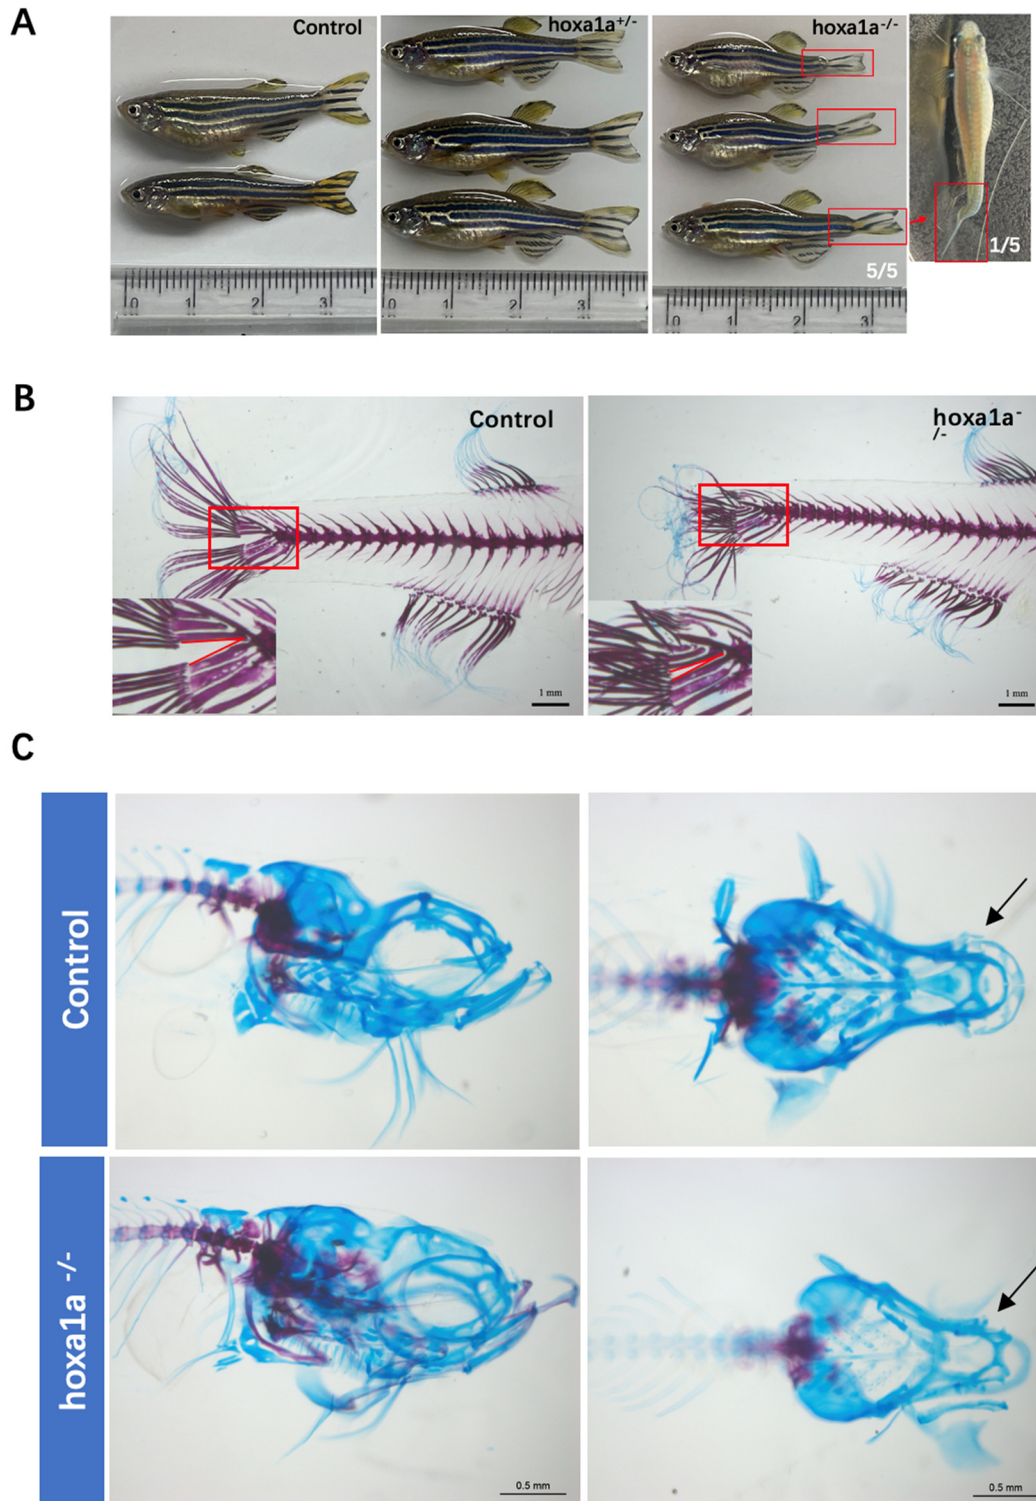 A
Control
hoxa1a+/-
hoxa1a-/-
1/5
5/5
0 1 2 3
0 1 2 3
0 1 2 3
B
Control
hoxa1a-
/-
1 mm
1 mm
C
Control
hoxa1a -/-
0.5 mm
0.5 mm